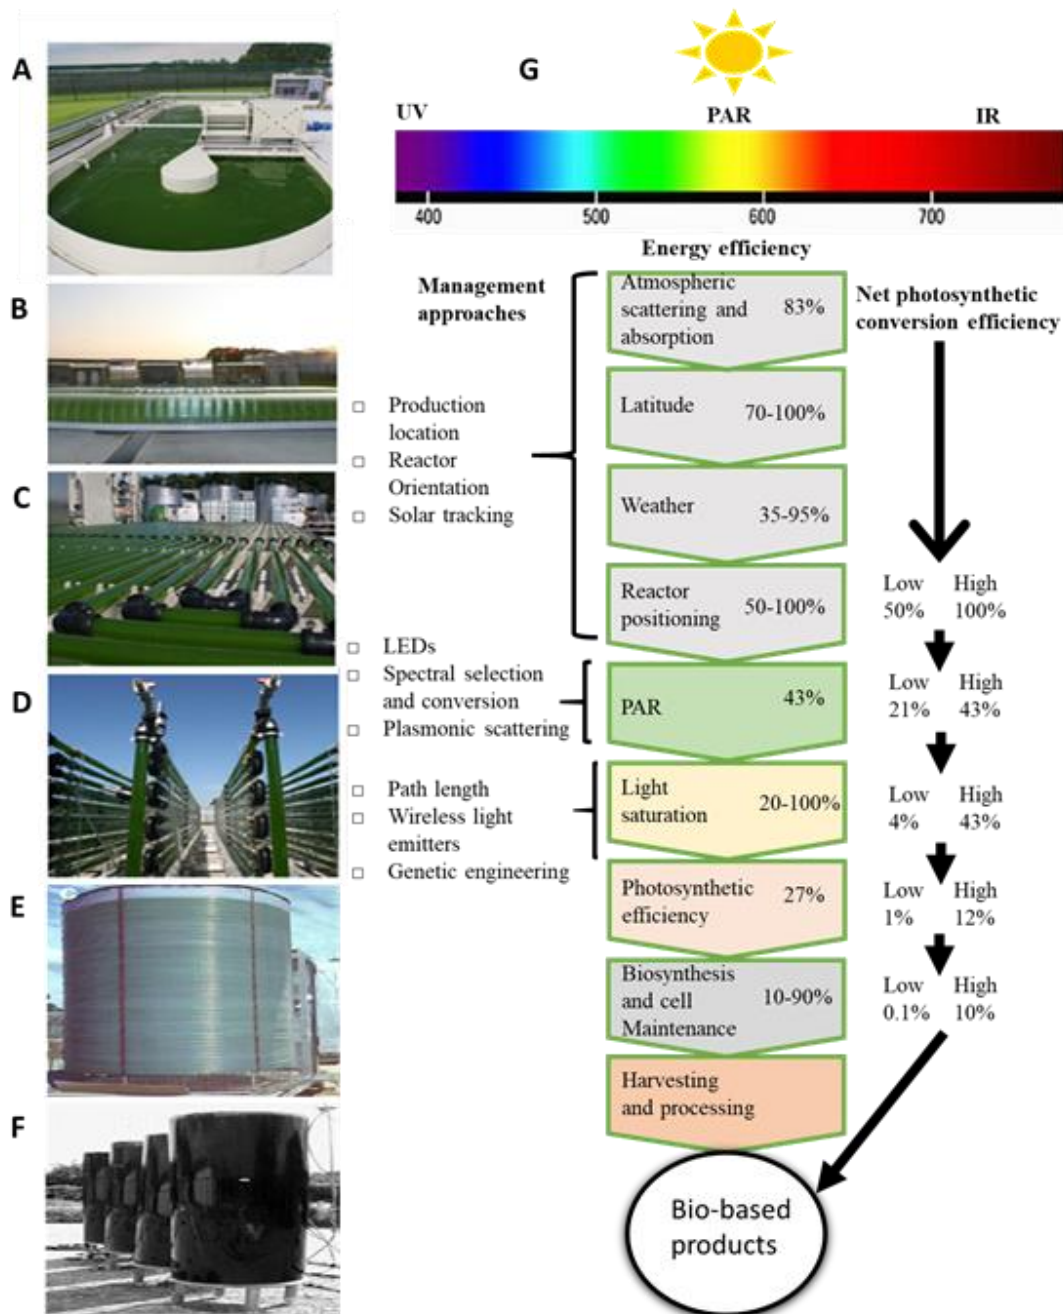 A
B
C
D
E
F
G
UV
PAR
IR
400
500
600
700
Energy efficiency
Management
approaches
Net photosynthetic
conversion efficiency
Atmospheric
scattering and
absorption
83%
Latitude
70-100%
Weather
35-95%
Reactor
positioning
50-100%
PAR
43%
Light
saturation
20-100%
Photosynthetic
efficiency
27%
Biosynthesis
and cell
Maintenance
10-90%
Harvesting
and processing
Bio-based
products
□ Production
location
□ Reactor
Orientation
□ Solar tracking
□ LEDs
□ Spectral selection
and conversion
□ Plasmonic scattering
□ Path length
□ Wireless light
emitters
□ Genetic engineering
Low High
50% 100%
Low High
21% 43%
Low High
4% 43%
Low High
1% 12%
Low High
0.1% 10%